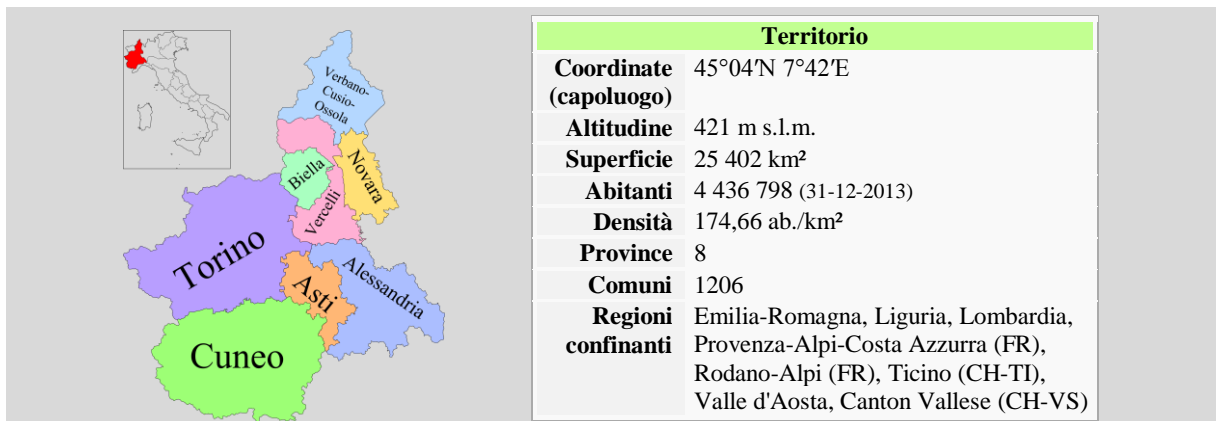 Verbano-
Cusio-
Ossola
Biella
Novara
Vercelli
Torino
Asti
Alessandria
Cuneo
Territorio
Coordinate 45°04′N 7°42′E
(capoluogo)
Altitudine 421 m s.l.m.
Superficie 25 402 km²
Abitanti 4 436 798 (31-12-2013)
Densità 174,66 ab./km²
Province 8
Comuni 1206
Regioni Emilia-Romagna, Liguria, Lombardia,
confinanti Provenza-Alpi-Costa Azzurra (FR),
Rodano-Alpi (FR), Ticino (CH-TI),
Valle d'Aosta, Canton Vallese (CH-VS)